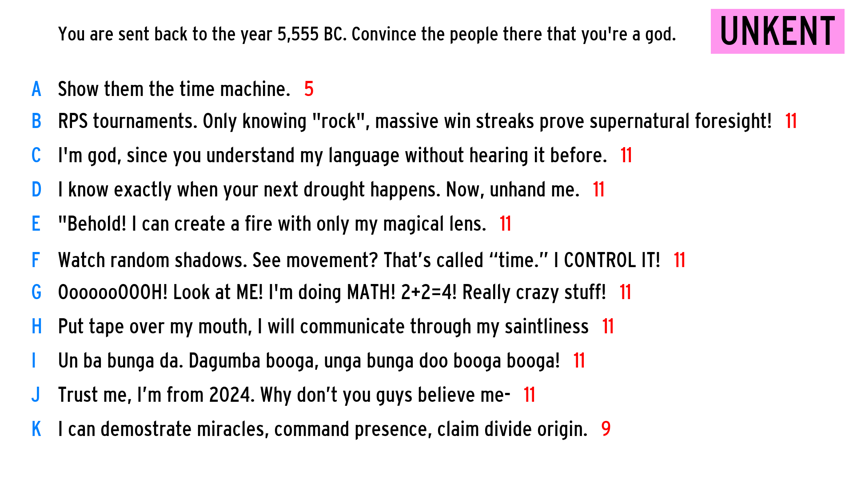 You are sent back to the year 5,555 BC. Convince the people there that you're a god.
UNKENT
A Show them the time machine. 5
B RPS tournaments. Only knowing "rock", massive win streaks prove supernatural foresight! 11
C I'm god, since you understand my language without hearing it before. 11
D I know exactly when your next drought happens. Now, unhand me. 11
E "Behold! I can create a fire with only my magical lens. 11
F Watch random shadows. See movement? That’s called “time.” I CONTROL IT! 11
G OoooooOOOH! Look at ME! I'm doing MATH! 2+2=4! Really crazy stuff! 11
H Put tape over my mouth, I will communicate through my saintliness 11
I Un ba bunga da. Dagumba booga, unga bunga doo booga booga! 11
J Trust me, I’m from 2024. Why don’t you guys believe me- 11
K I can demostrate miracles, command presence, claim divide origin. 9